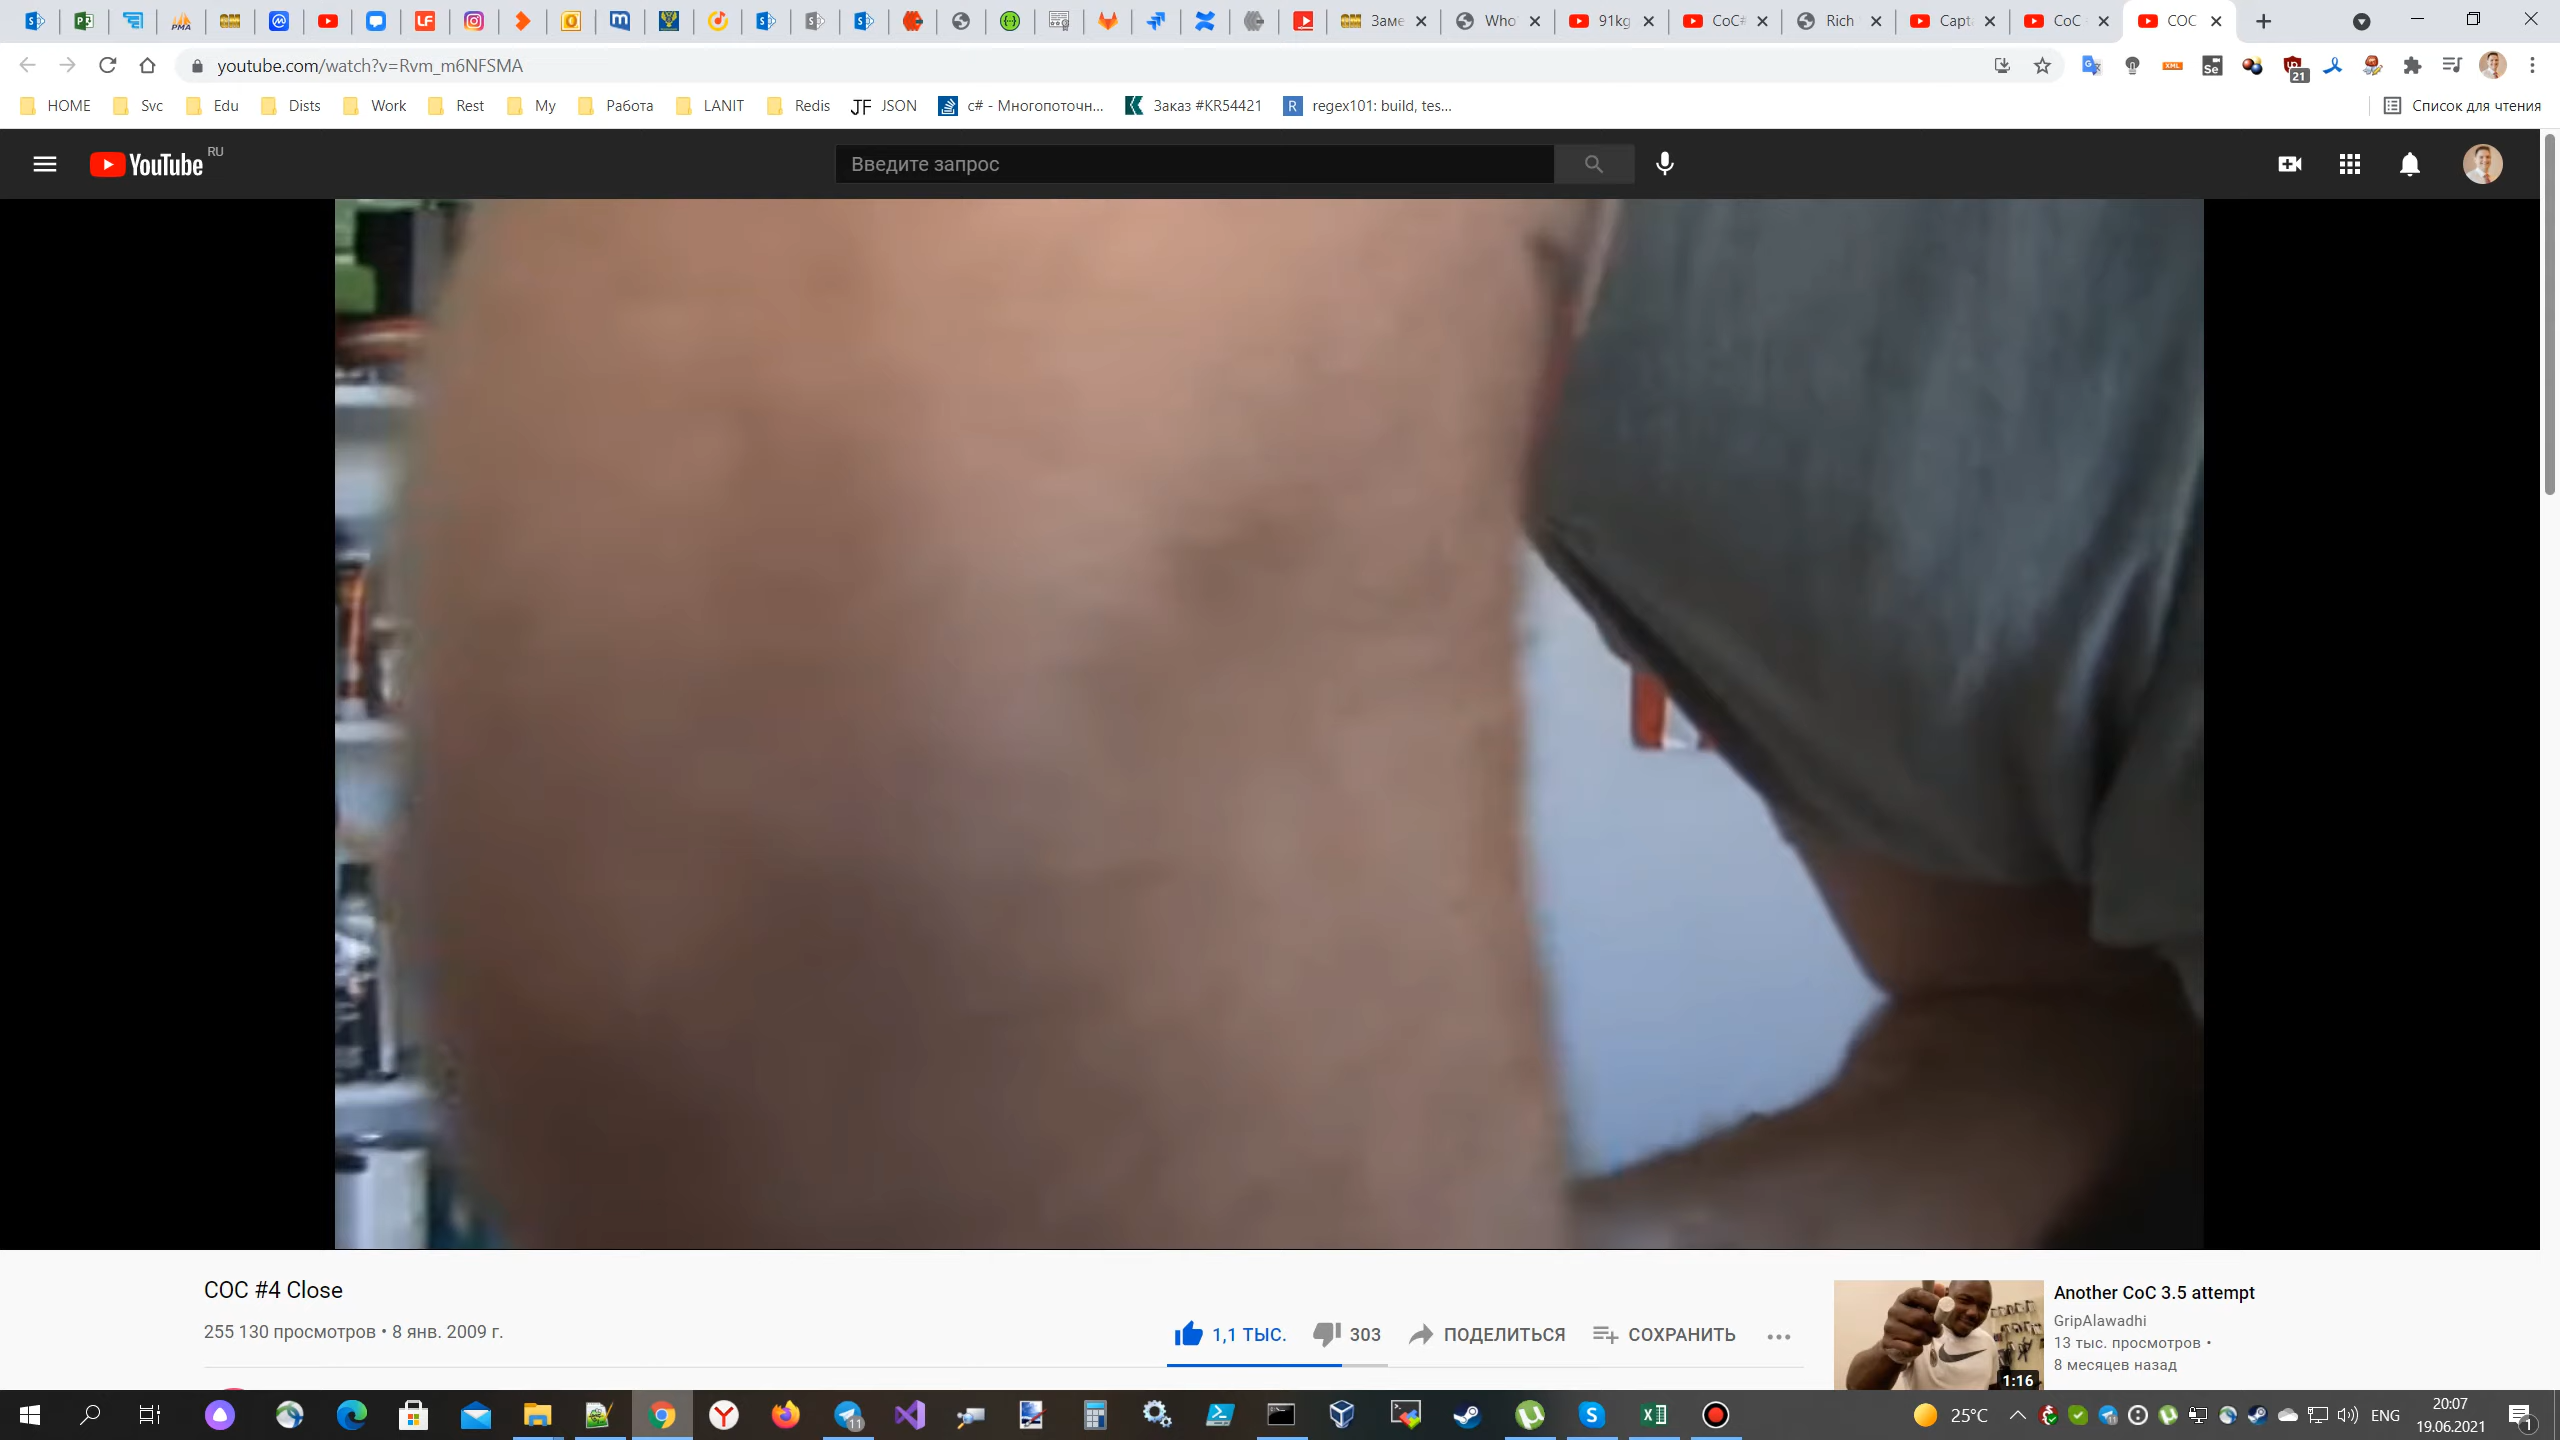 Заме
Who'
91kg
CoC#
Rich
Capt
CoC
COC
youtube.com/watch?v=Rvm_m6NFSMA
21
HOME
Svc
Edu
Dists
Work
Rest
My
Работа
LANIT
Redis
JF JSON
c# - Многопоточн...
Заказ #KR54421
R regex101: build, tes...
Список для чтения
YouTube RU
Введите запрос
COC #4 Close
255 130 просмотров • 8 янв. 2009 г.
1,1 ТЫС.
303
ПОДЕЛИТЬСЯ
СОХРАНИТЬ
Another CoC 3.5 attempt
GripAlawadhi
13 тыс. просмотров •
8 месяцев назад
1:16
11
25°C
ENG
20:07
19.06.2021
1